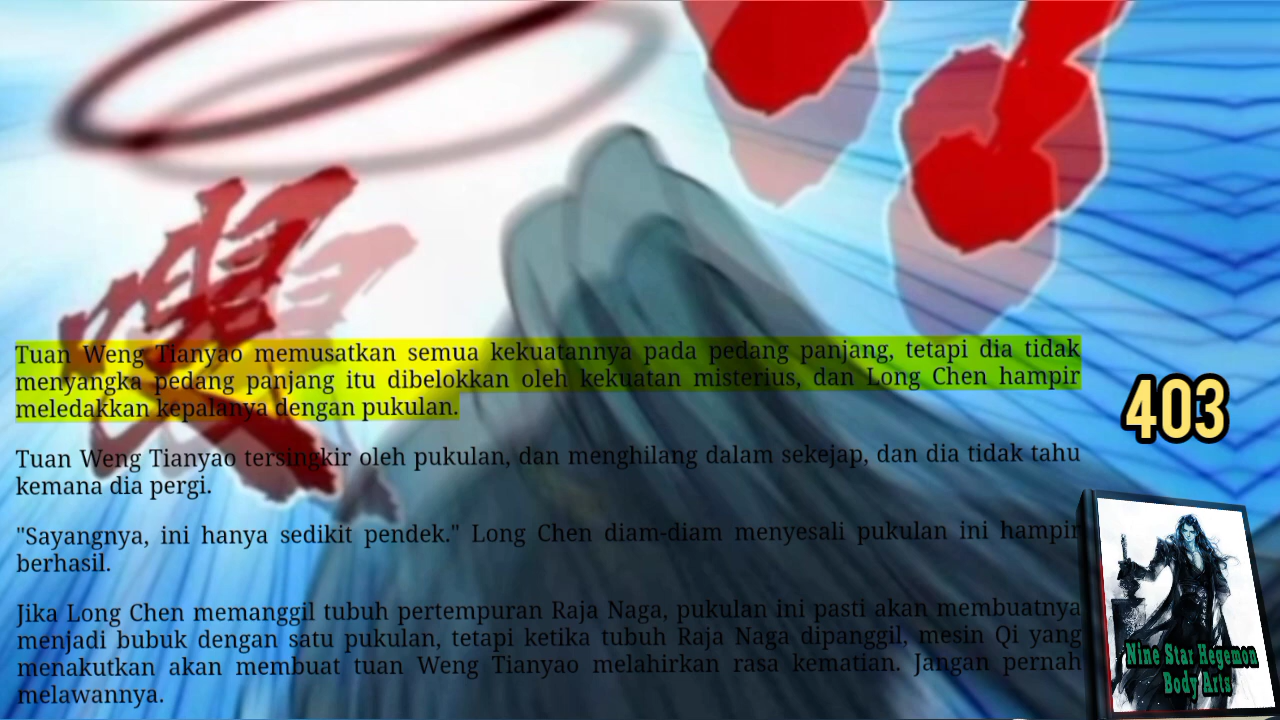 Tuan Weng Tianyao memusatkan semua kekuatannya pada pedang panjang, tetapi dia tidak
menyangka pedang panjang itu dibelokkan oleh kekuatan misterius, dan Long Chen hampir
meledakkan kepalanya dengan pukulan.
Tuan Weng Tianyao tersingkir oleh pukulan, dan menghilang dalam sekejap, dan dia tidak tahu
kemana dia pergi.
"Sayangnya, ini hanya sedikit pendek." Long Chen diam-diam menyesali pukulan ini hampir
berhasil.
Jika Long Chen memanggil tubuh pertempuran Raja Naga, pukulan ini pasti akan membuatnya
menjadi bubuk dengan satu pukulan, tetapi ketika tubuh Raja Naga dipanggil, mesin Qi yang
menakutkan akan membuat tuan Weng Tianyao melahirkan rasa kematian. Jangan pernah
melawannya.
403
Nine Star Hegemon
Body Arts